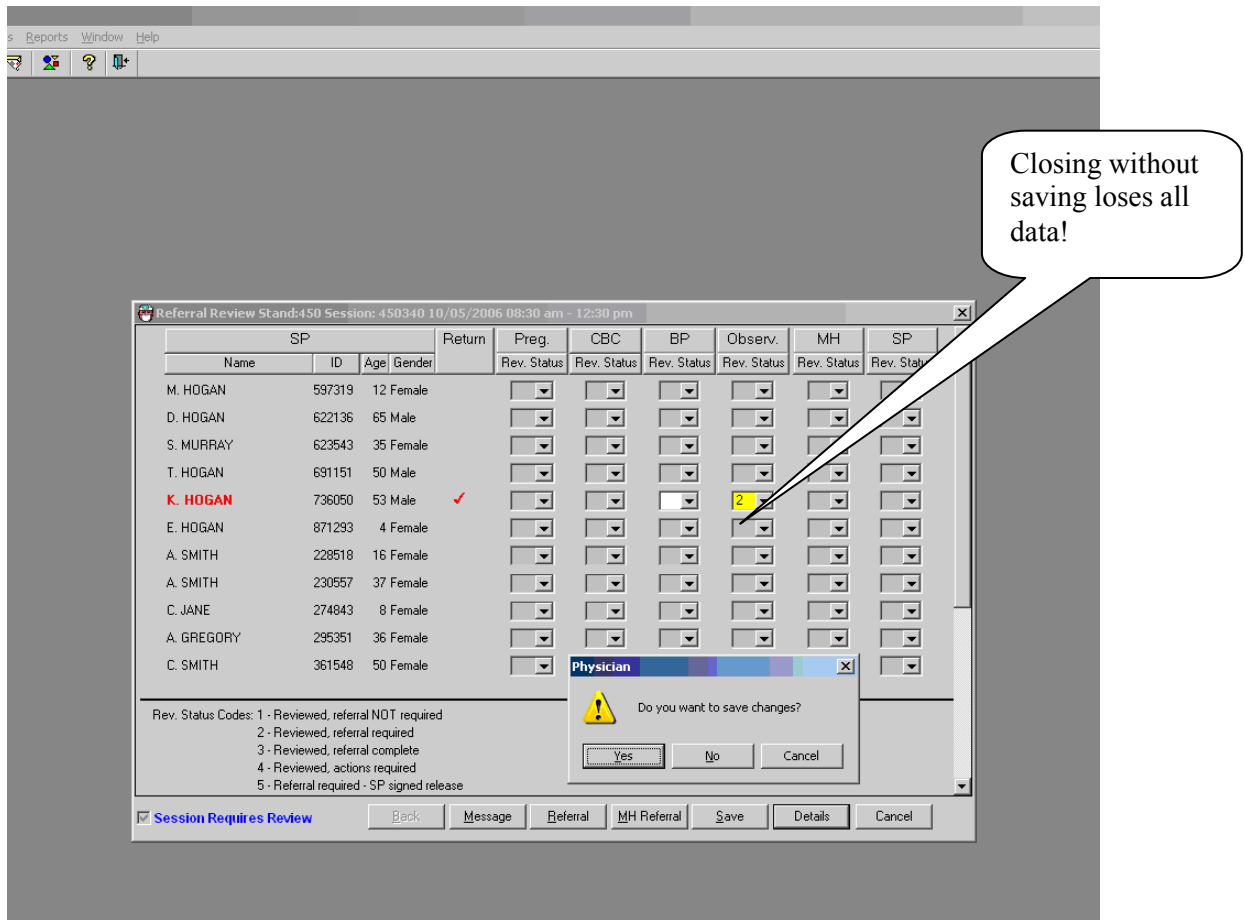 s Reports Window Help
Closing without
saving loses all
data!
Referral Review Stand:450 Session: 450340 10/05/2006 08:30 am - 12:30 pm
SP Return Preg. CBC BP Observ. MH SP
Name ID Age Gender Rev. Status Rev. Status Rev. Status Rev. Status Rev. Status Rev. Status
M. HOGAN 597319 12 Female
D. HOGAN 622136 65 Male
S. MURRAY 623543 35 Female
T. HOGAN 691151 50 Male
K. HOGAN 736050 53 Male ✓ 2
E. HOGAN 871293 4 Female
A. SMITH 228518 16 Female
A. SMITH 230557 37 Female
C. JANE 274843 8 Female
A. GREGORY 295351 36 Female
C. SMITH 361548 50 Female
Physician
Do you want to save changes?
Yes No Cancel
Rev. Status Codes: 1 - Reviewed, referral NOT required
2 - Reviewed, referral required
3 - Reviewed, referral complete
4 - Reviewed, actions required
5 - Referral required - SP signed release
Session Requires Review Back Message Referral MH Referral Save Details Cancel